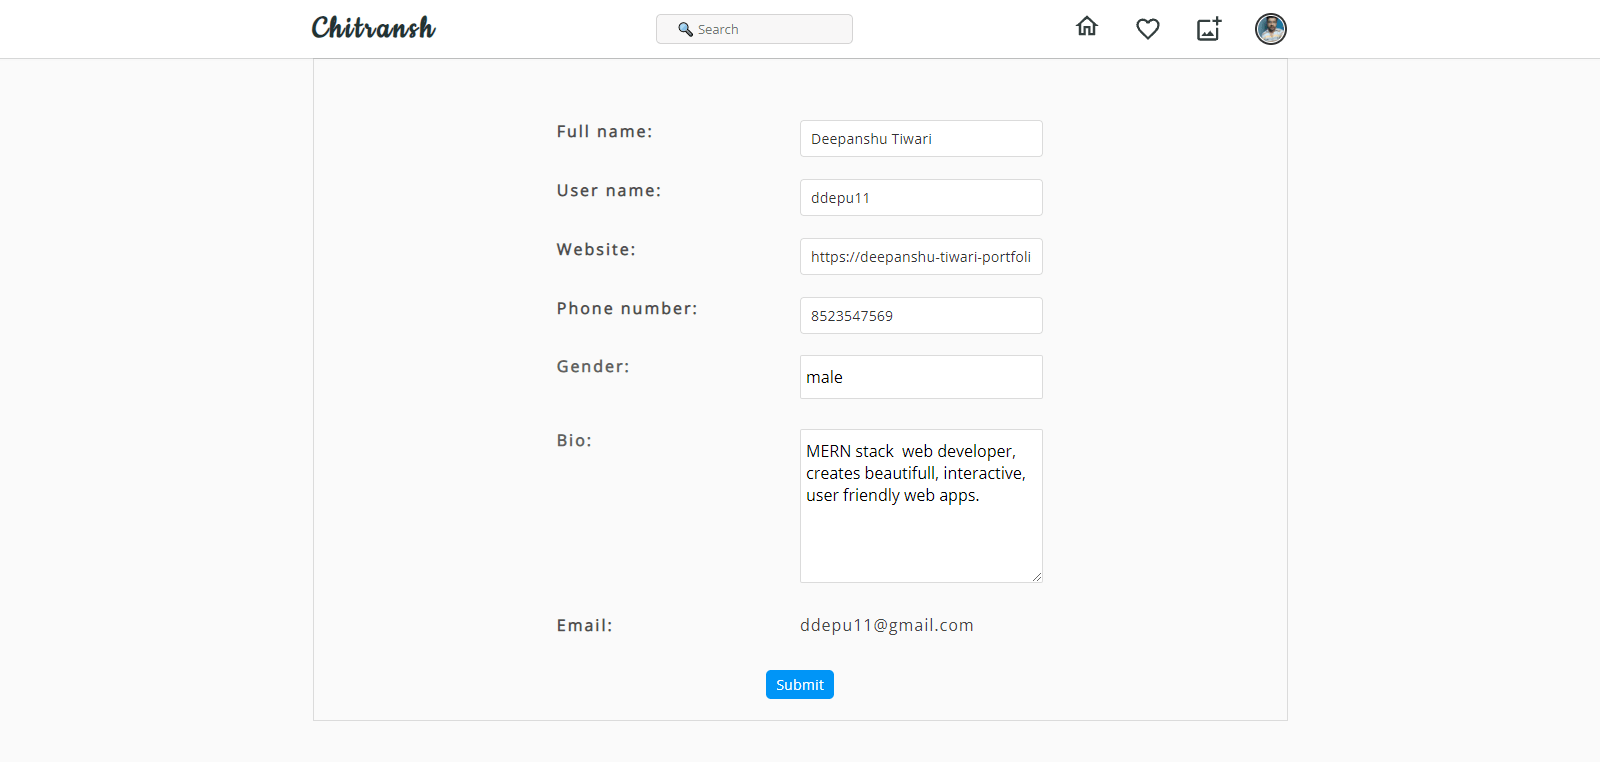 Chitransh
Search
Full name:
Deepanshu Tiwari
User name:
ddepu11
Website:
https://deepanshu-tiwari-portfoli
Phone number:
8523547569
Gender:
male
Bio:
MERN stack  web developer,
creates beautifull, interactive,
user friendly web apps.
Email:
ddepu11@gmail.com
Submit